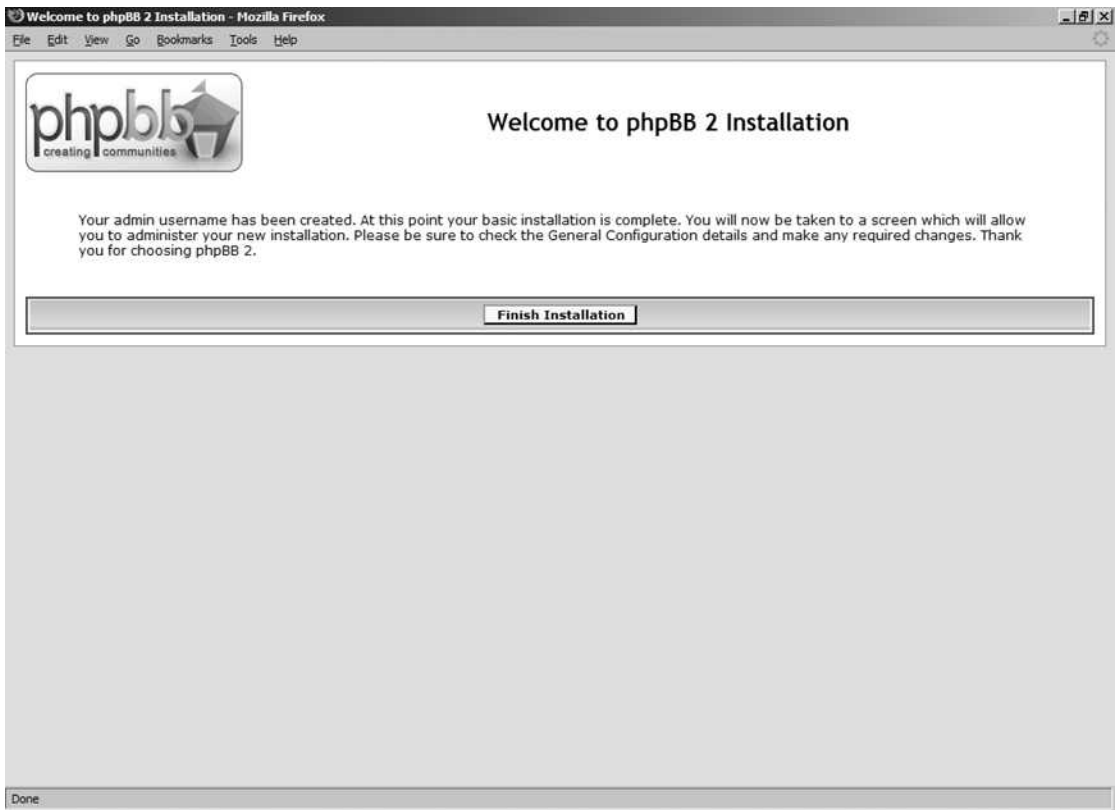 Welcome to phpBB 2 Installation - Mozilla Firefox
File Edit View Go Bookmarks Tools Help
phpbb
creating communities
Welcome to phpBB 2 Installation
Your admin username has been created. At this point your basic installation is complete. You will now be taken to a screen which will allow
you to administer your new installation. Please be sure to check the General Configuration details and make any required changes. Thank
you for choosing phpBB 2.
Finish Installation
Done